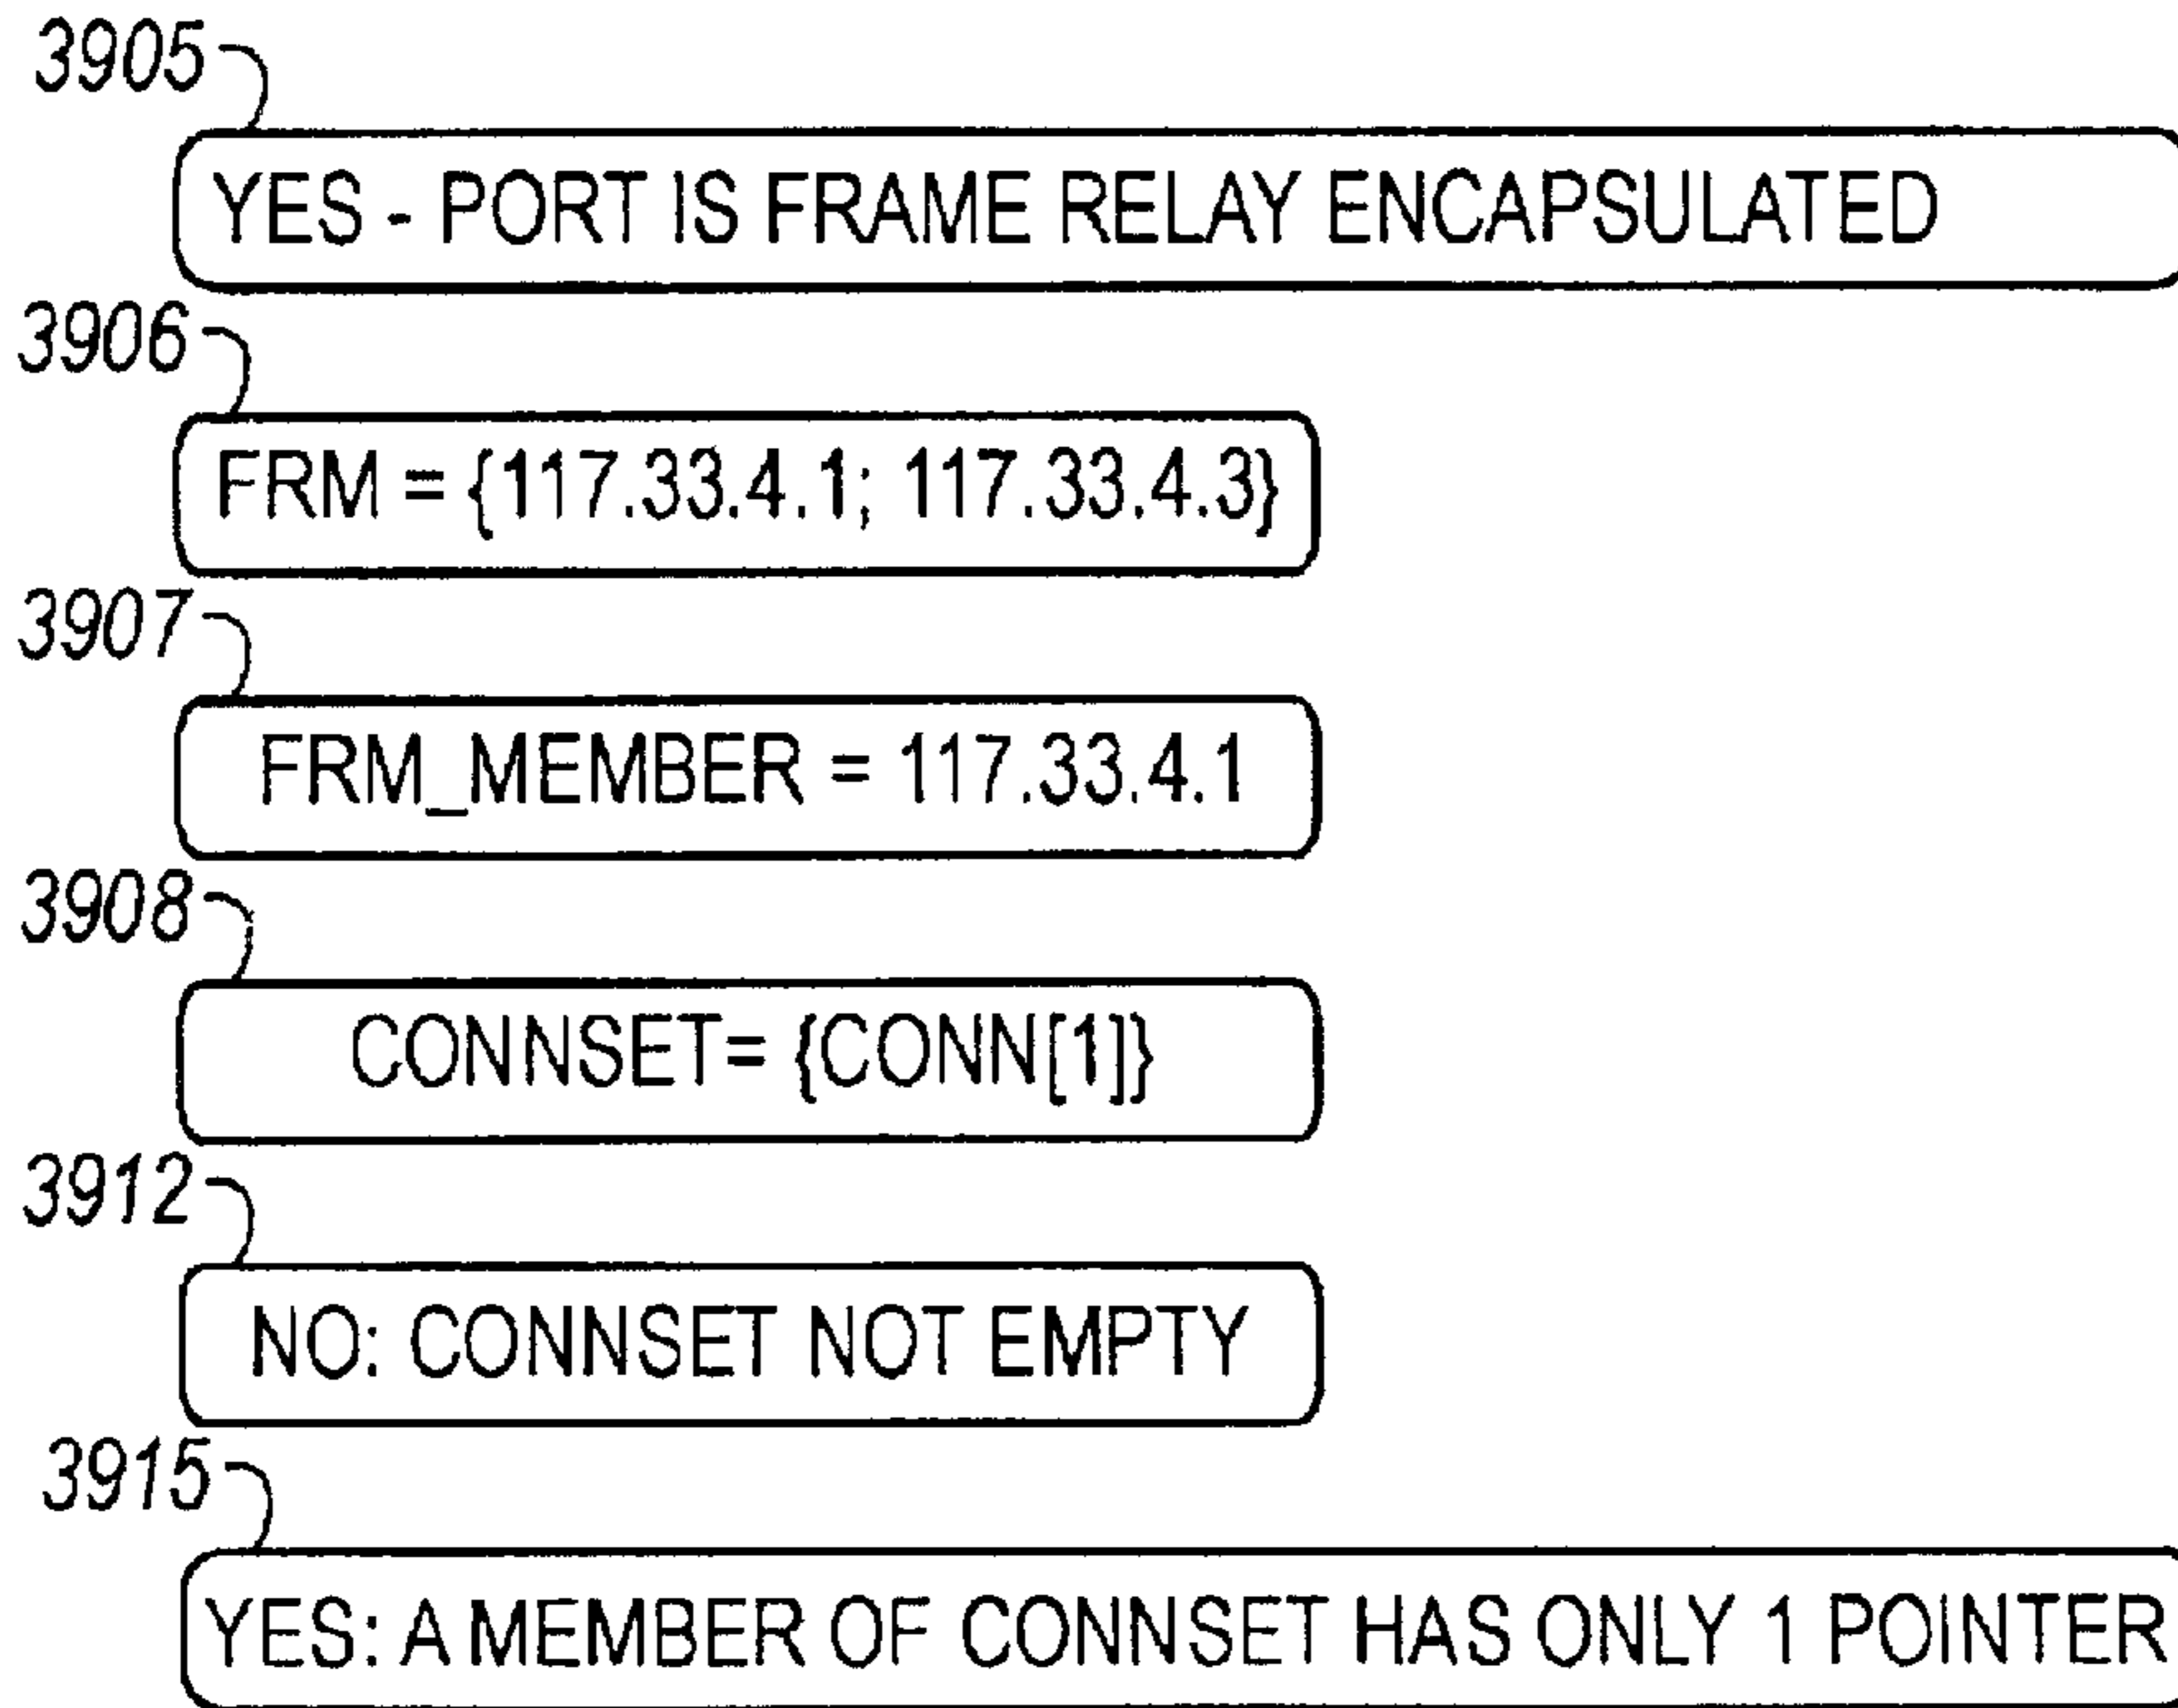 3905
YES - PORT IS FRAME RELAY ENCAPSULATED
3906
FRM = {117.33.4.1; 117.33.4.3}
3907
FRM_MEMBER = 117.33.4.1
3908
CONNSET= {CONN[1]}
3912
NO: CONNSET NOT EMPTY
3915
YES: A MEMBER OF CONNSET HAS ONLY 1 POINTER